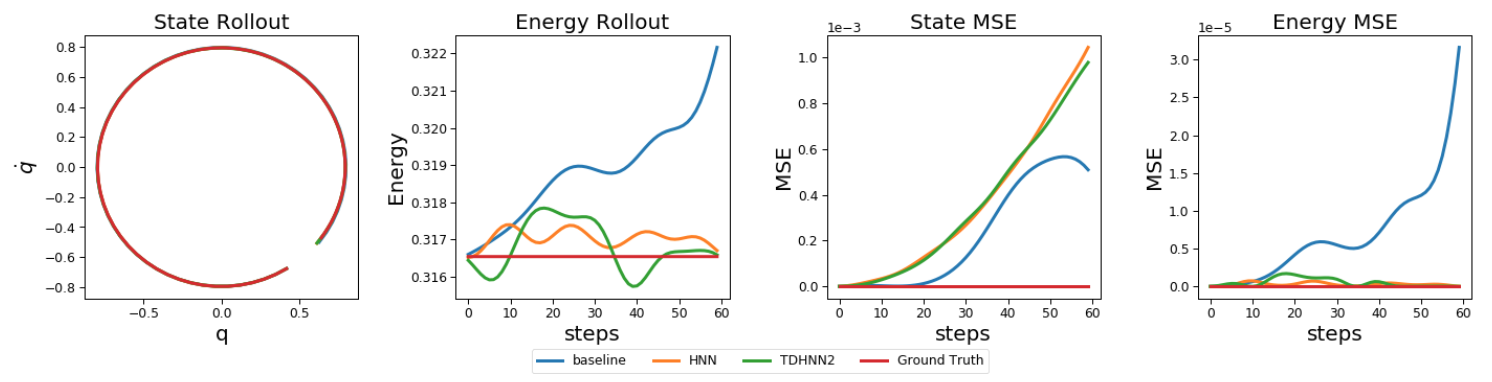 State Rollout
0.8
0.6
0.4
0.2
0.0
−0.2
−0.4
−0.6
−0.8
−0.5
0.0
0.5
q̇
q
Energy Rollout
0.322
0.321
0.320
0.319
0.318
0.317
0.316
0 10 20 30 40 50 60
Energy
steps
State MSE
1e−3
1.0
0.8
0.6
0.4
0.2
0.0
0 10 20 30 40 50 60
MSE
steps
Energy MSE
1e−5
3.0
2.5
2.0
1.5
1.0
0.5
0.0
0 10 20 30 40 50 60
MSE
steps
baseline HNN TDHNN2 Ground Truth